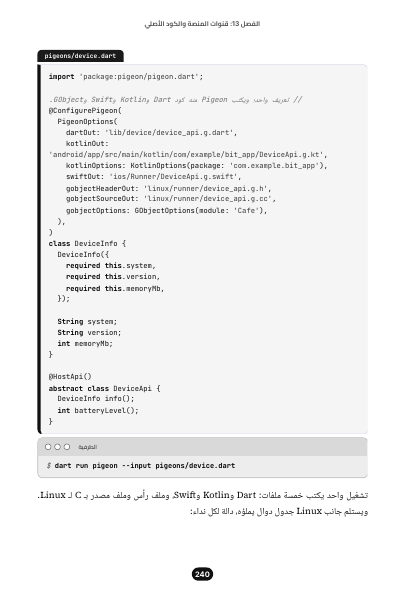 الفصل 13: قنوات المنصة والكود الأصلي
pigeons/device.dart
import 'package:pigeon/pigeon.dart';
// تعريف واحد؛ ويكتب Pigeon منه كود Dart وKotlin وSwift وGObject.
@ConfigurePigeon(
PigeonOptions(
dartOut: 'lib/device/device_api.g.dart',
kotlinOut:
'android/app/src/main/kotlin/com/example/bit_app/DeviceApi.g.kt',
kotlinOptions: KotlinOptions(package: 'com.example.bit_app'),
swiftOut: 'ios/Runner/DeviceApi.g.swift',
gobjectHeaderOut: 'linux/runner/device_api.g.h',
gobjectSourceOut: 'linux/runner/device_api.g.cc',
gobjectOptions: GObjectOptions(module: 'Cafe'),
),
)
class DeviceInfo {
DeviceInfo({
required this.system,
required this.version,
required this.memoryMb,
});
String system;
String version;
int memoryMb;
}
@HostApi()
abstract class DeviceApi {
DeviceInfo info();
int batteryLevel();
}
الطرفية
$ dart run pigeon --input pigeons/device.dart
تشغيل واحد يكتب خمسة ملفات: Dart وKotlin وSwift، وملف رأس وملف مصدر بـ C لـ Linux.
ويستلم جانب Linux جدول دوال يملؤه، دالة لكل نداء:
240